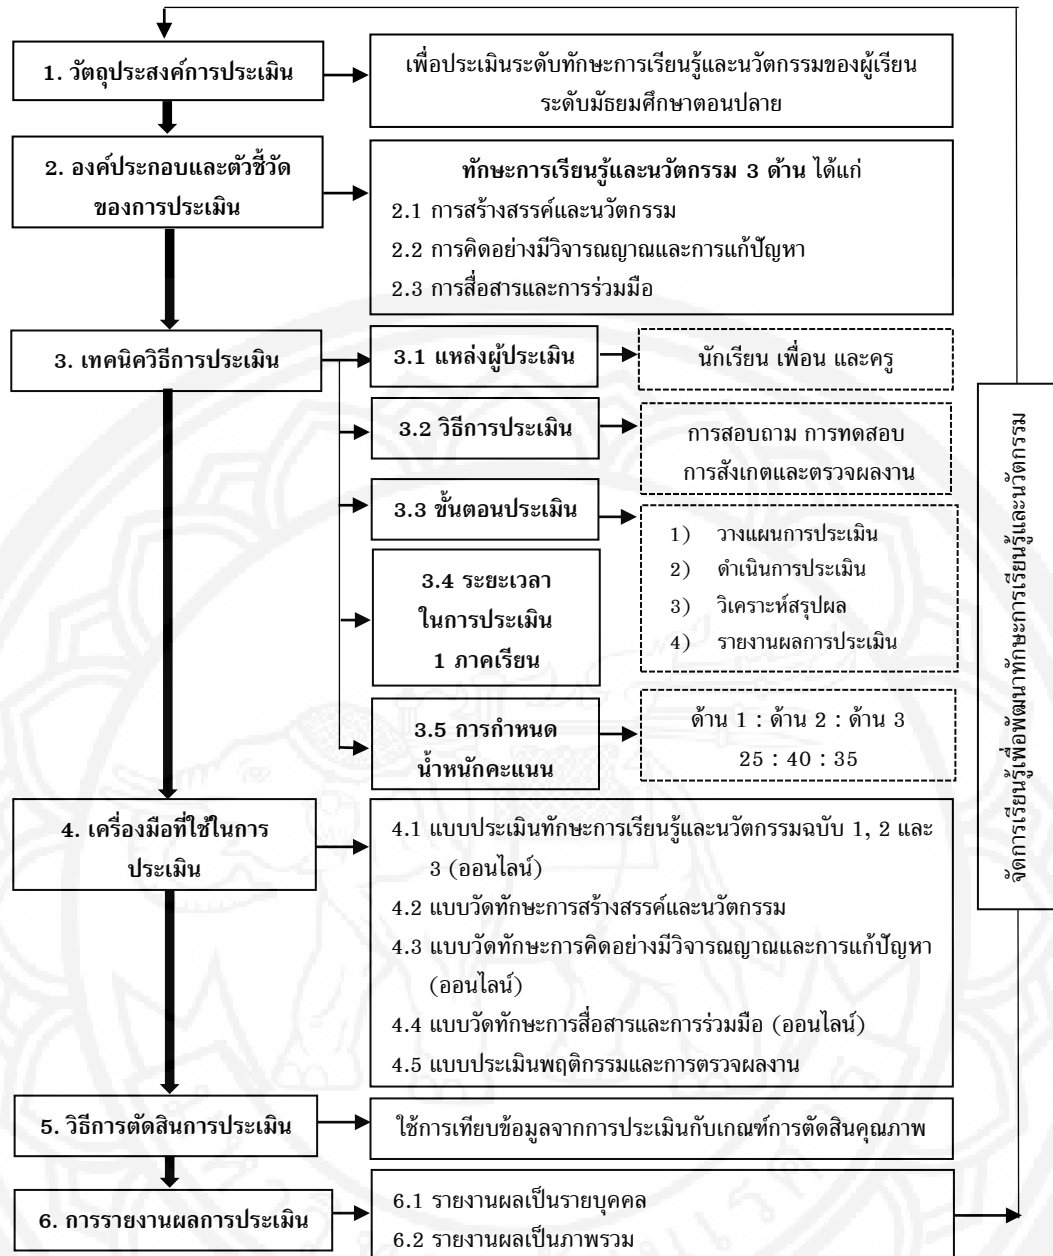 1. วัตถุประสงค์การประเมิน
เพื่อประเมินระดับทักษะการเรียนรู้และนวัตกรรมของผู้เรียน
ระดับมัธยมศึกษาตอนปลาย
2. องค์ประกอบและตัวชี้วัด
ของการประเมิน
ทักษะการเรียนรู้และนวัตกรรม 3 ด้าน ได้แก่
2.1 การสร้างสรรค์และนวัตกรรม
2.2 การคิดอย่างมีวิจารณญาณและการแก้ปัญหา
2.3 การสื่อสารและการร่วมมือ
3. เทคนิควิธีการประเมิน
3.1 แหล่งผู้ประเมิน
นักเรียน เพื่อน และครู
3.2 วิธีการประเมิน
การสอบถาม การทดสอบ
การสังเกตและตรวจผลงาน
3.3 ขั้นตอนประเมิน
1) วางแผนการประเมิน
2) ดำเนินการประเมิน
3) วิเคราะห์สรุปผล
4) รายงานผลการประเมิน
3.4 ระยะเวลา
ในการประเมิน
1 ภาคเรียน
3.5 การกำหนด
น้ำหนักคะแนน
ด้าน 1 : ด้าน 2 : ด้าน 3
25 : 40 : 35
4. เครื่องมือที่ใช้ในการ
ประเมิน
4.1 แบบประเมินทักษะการเรียนรู้และนวัตกรรมฉบับ 1, 2 และ
3 (ออนไลน์)
4.2 แบบวัดทักษะการสร้างสรรค์และนวัตกรรม
4.3 แบบวัดทักษะการคิดอย่างมีวิจารณญาณและการแก้ปัญหา
(ออนไลน์)
4.4 แบบวัดทักษะการสื่อสารและการร่วมมือ (ออนไลน์)
4.5 แบบประเมินพฤติกรรมและการตรวจผลงาน
5. วิธีการตัดสินการประเมิน
ใช้การเทียบข้อมูลจากการประเมินกับเกณฑ์การตัดสินคุณภาพ
6. การรายงานผลการประเมิน
6.1 รายงานผลเป็นรายบุคคล
6.2 รายงานผลเป็นภาพรวม
จัดการเรียนรู้เพื่อพัฒนาทักษะการเรียนรู้และนวัตกรรม